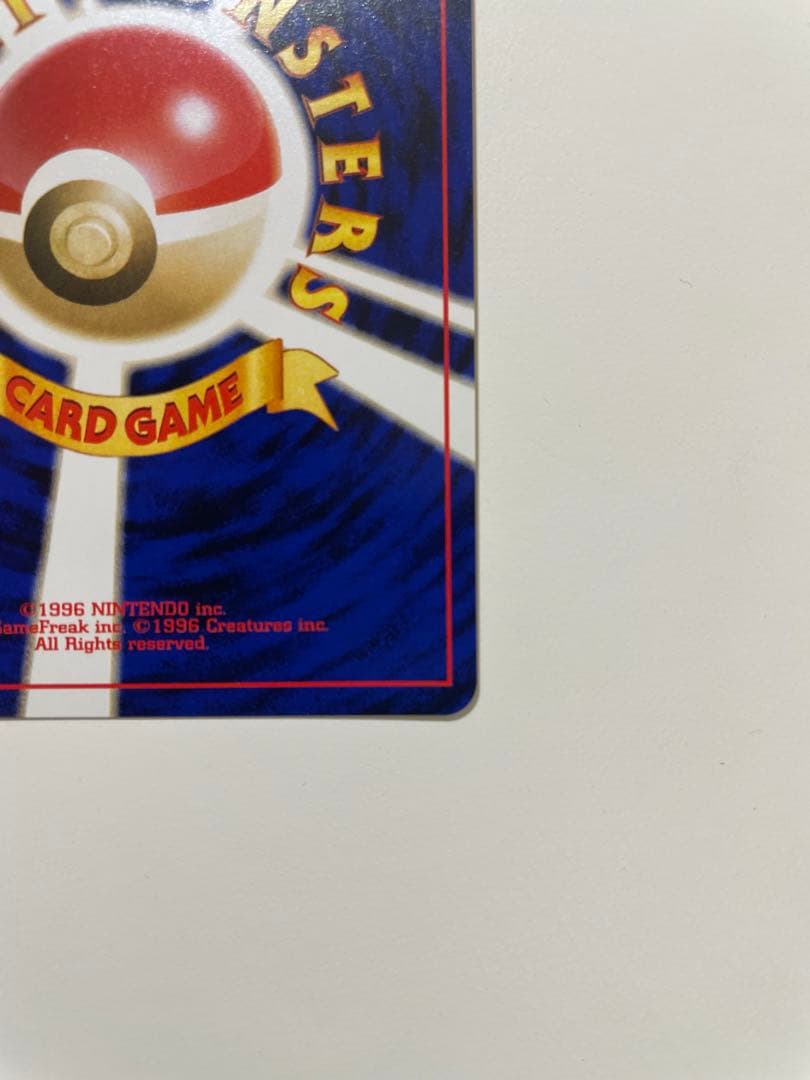 NSTERS
CARD GAME
©1996 NINTENDO inc.
ameFreak inc. ©1996 Creatures inc.
All Rights reserved.